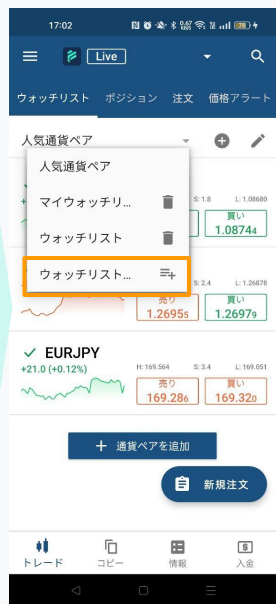 17:02
Live
ウォッチリスト ポジション 注文 価格アラート
人気通貨ペア
人気通貨ペア
マイウォッチリ...
ウォッチリスト
ウォッチリスト...
S: 1.8 L: 1.08680
買い
1.08744
S: 2.4 L: 1.26878
売り 買い
1.26955 1.26979
EURJPY
+21.0 (+0.12%) H: 169.564 S: 3.4 L: 169.051
売り 買い
169.286 169.320
+ 通貨ペアを追加
新規注文
トレード コピー 情報 入金